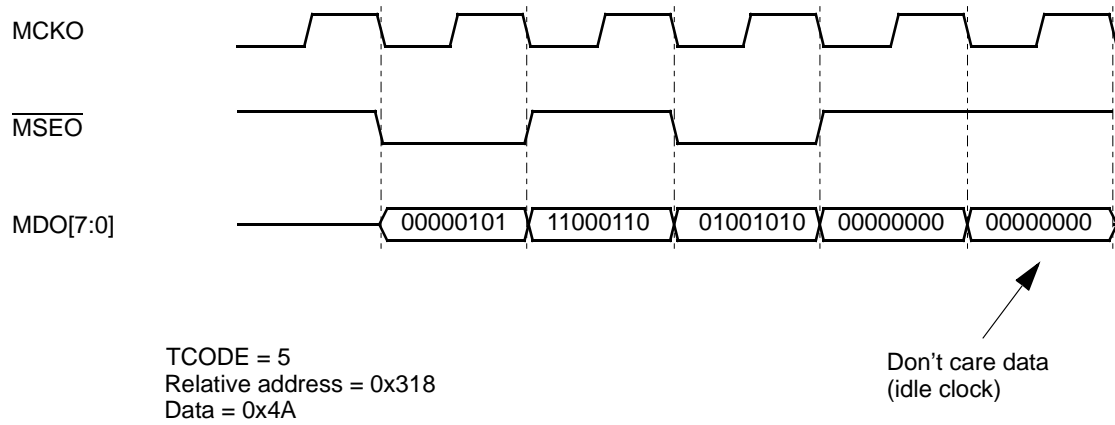 MCKO
MSEO
MDO[7:0]
00000101 11000110 01001010 00000000 00000000
TCODE = 5
Relative address = 0x318
Data = 0x4A
Don't care data
(idle clock)